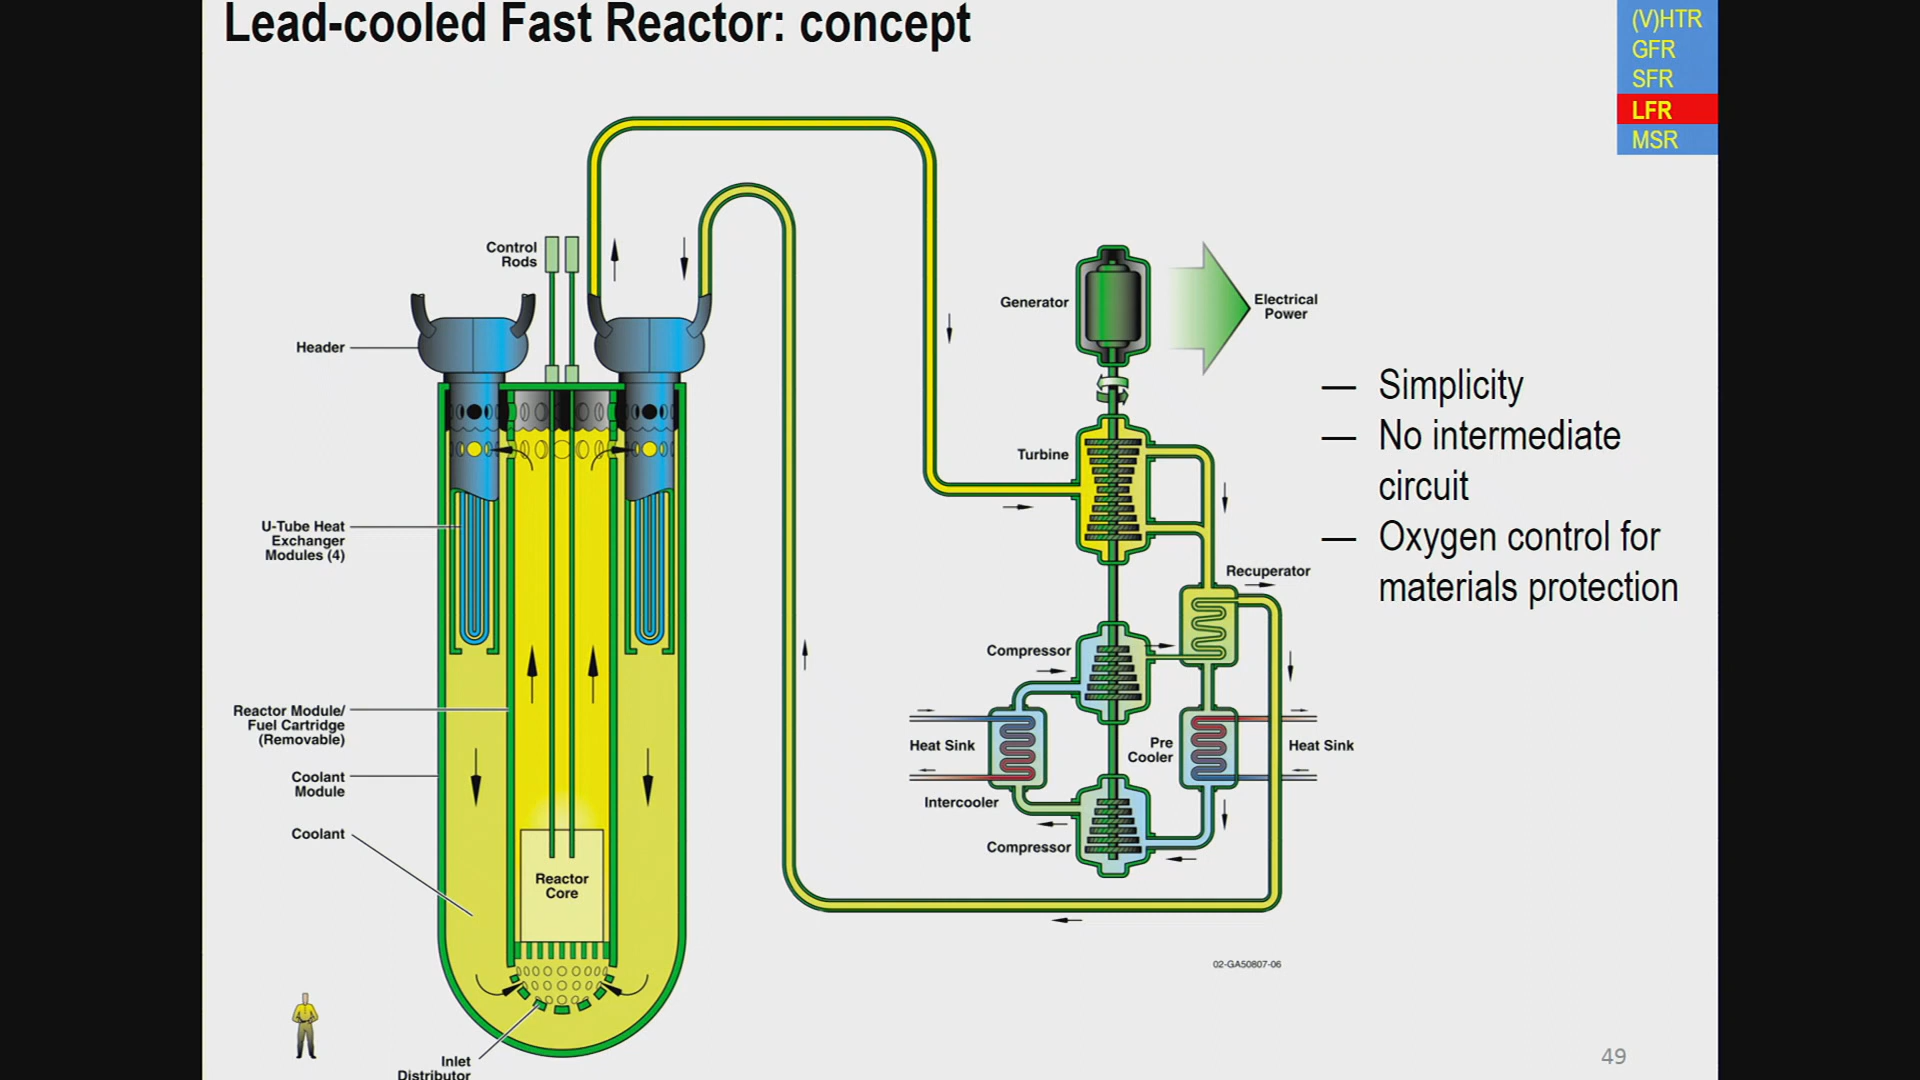 Lead-cooled Fast Reactor: concept
(V)HTR
GFR
SFR
LFR
MSR
Control
Rods
Header
U-Tube Heat
Exchanger
Modules (4)
Reactor Module/
Fuel Cartridge
(Removable)
Coolant
Module
Coolant
Reactor
Core
Inlet
Distributor
Generator
Electrical
Power
Turbine
Recuperator
Compressor
Heat Sink
Pre
Cooler
Heat Sink
Intercooler
Compressor
02-GA50807-06
— Simplicity
— No intermediate
circuit
— Oxygen control for
materials protection
49